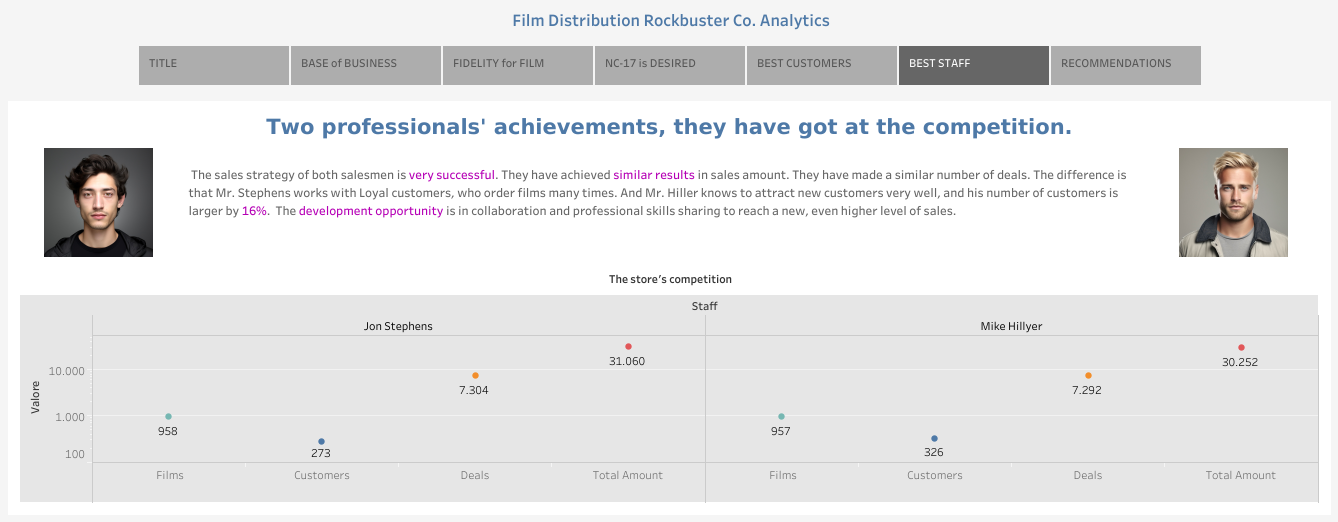 Film Distribution Rockbuster Co. Analytics
TITLE
BASE of BUSINESS
FIDELITY for FILM
NC-17 is DESIRED
BEST CUSTOMERS
BEST STAFF
RECOMMENDATIONS
Two professionals' achievements, they have got at the competition.
The sales strategy of both salesmen is very successful. They have achieved similar results in sales amount. They have made a similar number of deals. The difference is
that Mr. Stephens works with Loyal customers, who order films many times. And Mr. Hiller knows to attract new customers very well, and his number of customers is
larger by 16%. The development opportunity is in collaboration and professional skills sharing to reach a new, even higher level of sales.
The store's competition
Staff
Jon Stephens
Mike Hillyer
Valore
10.000
1.000
100
958
273
7.304
31.060
957
326
7.292
30.252
Films
Customers
Deals
Total Amount
Films
Customers
Deals
Total Amount